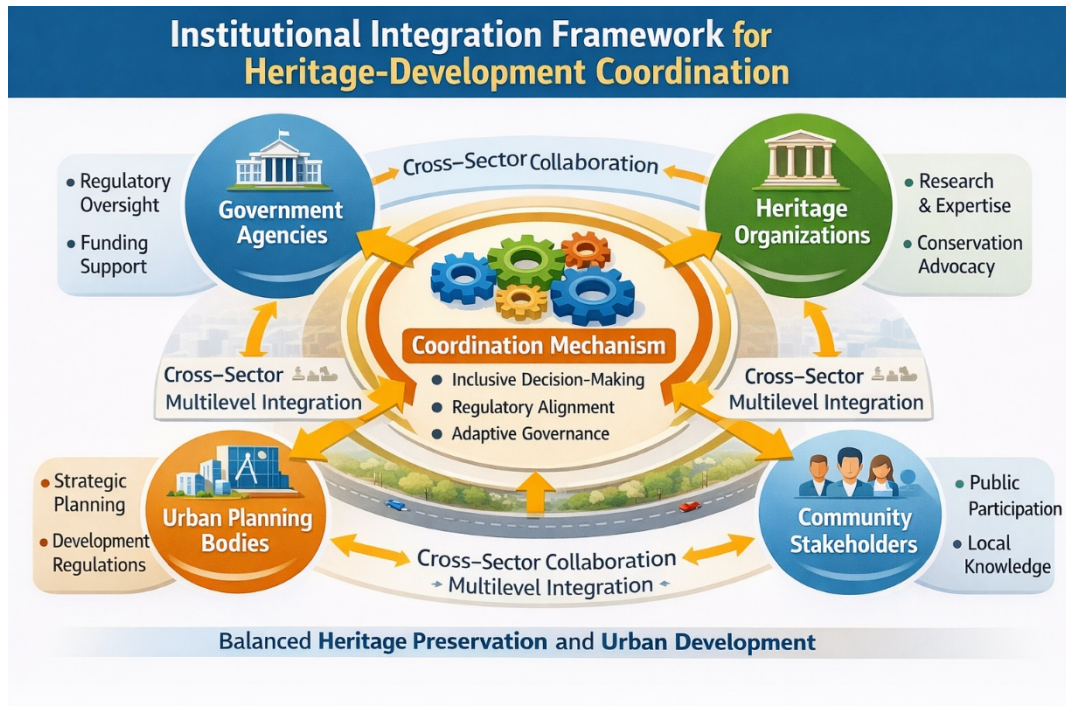 Institutional Integration Framework for
Heritage-Development Coordination
Cross-Sector Collaboration
• Regulatory
Oversight
• Funding
Support
Government
Agencies
Heritage
Organizations
• Research
& Expertise
• Conservation
Advocacy
Coordination Mechanism
• Inclusive Decision-Making
• Regulatory Alignment
• Adaptive Governance
Cross-Sector
Multilevel Integration
Cross-Sector
Multilevel Integration
• Strategic
Planning
• Development
Regulations
Urban Planning
Bodies
Community
Stakeholders
• Public
Participation
• Local
Knowledge
Cross-Sector Collaboration
Multilevel Integration
Balanced Heritage Preservation and Urban Development